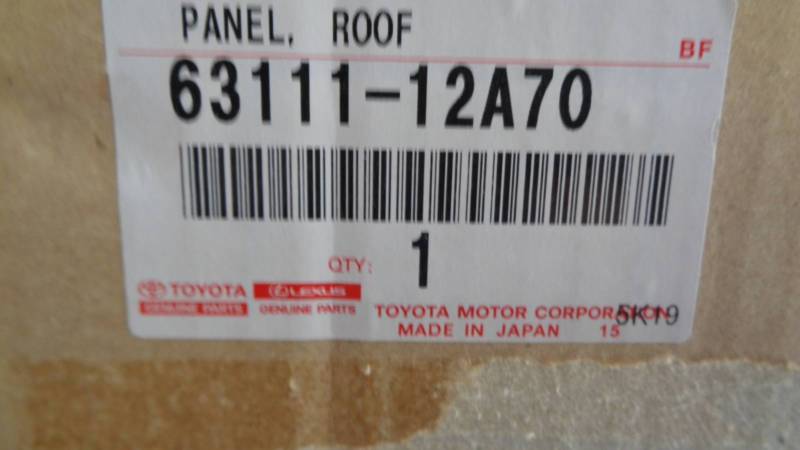 PANEL, ROOF
BF
63111-12A70
QTY: 1
TOYOTA LEXUS
GENUINE PARTS GENUINE PARTS
TOYOTA MOTOR CORPORATION
5K19
MADE IN JAPAN 15